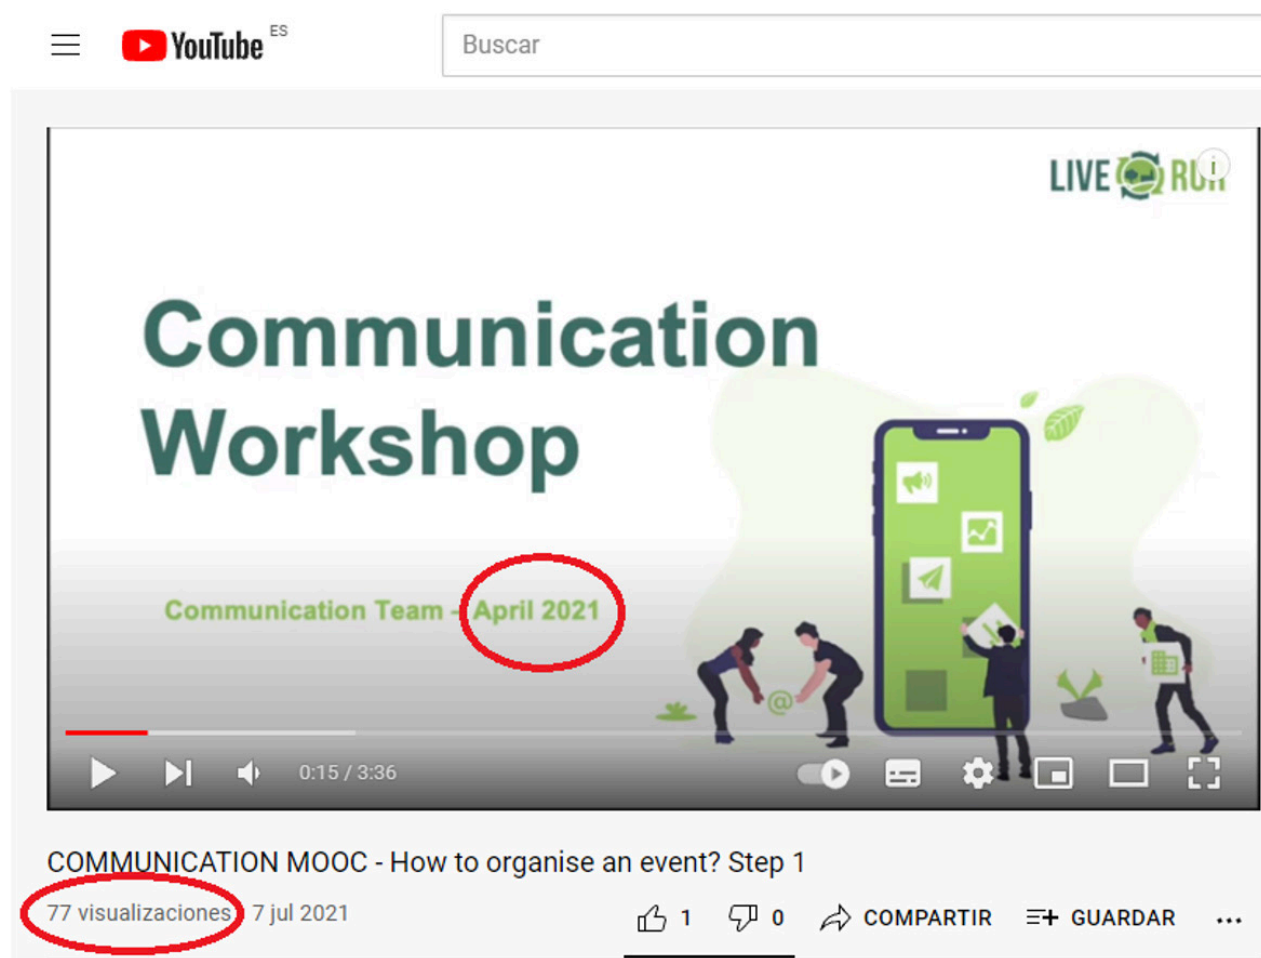 YouTube ES
Buscar
LIVE RUR
Communication
Workshop
Communication Team - April 2021
@
0:15 / 3:36
COMMUNICATION MOOC - How to organise an event? Step 1
77 visualizaciones 7 jul 2021
1 0 COMPARTIR GUARDAR ...